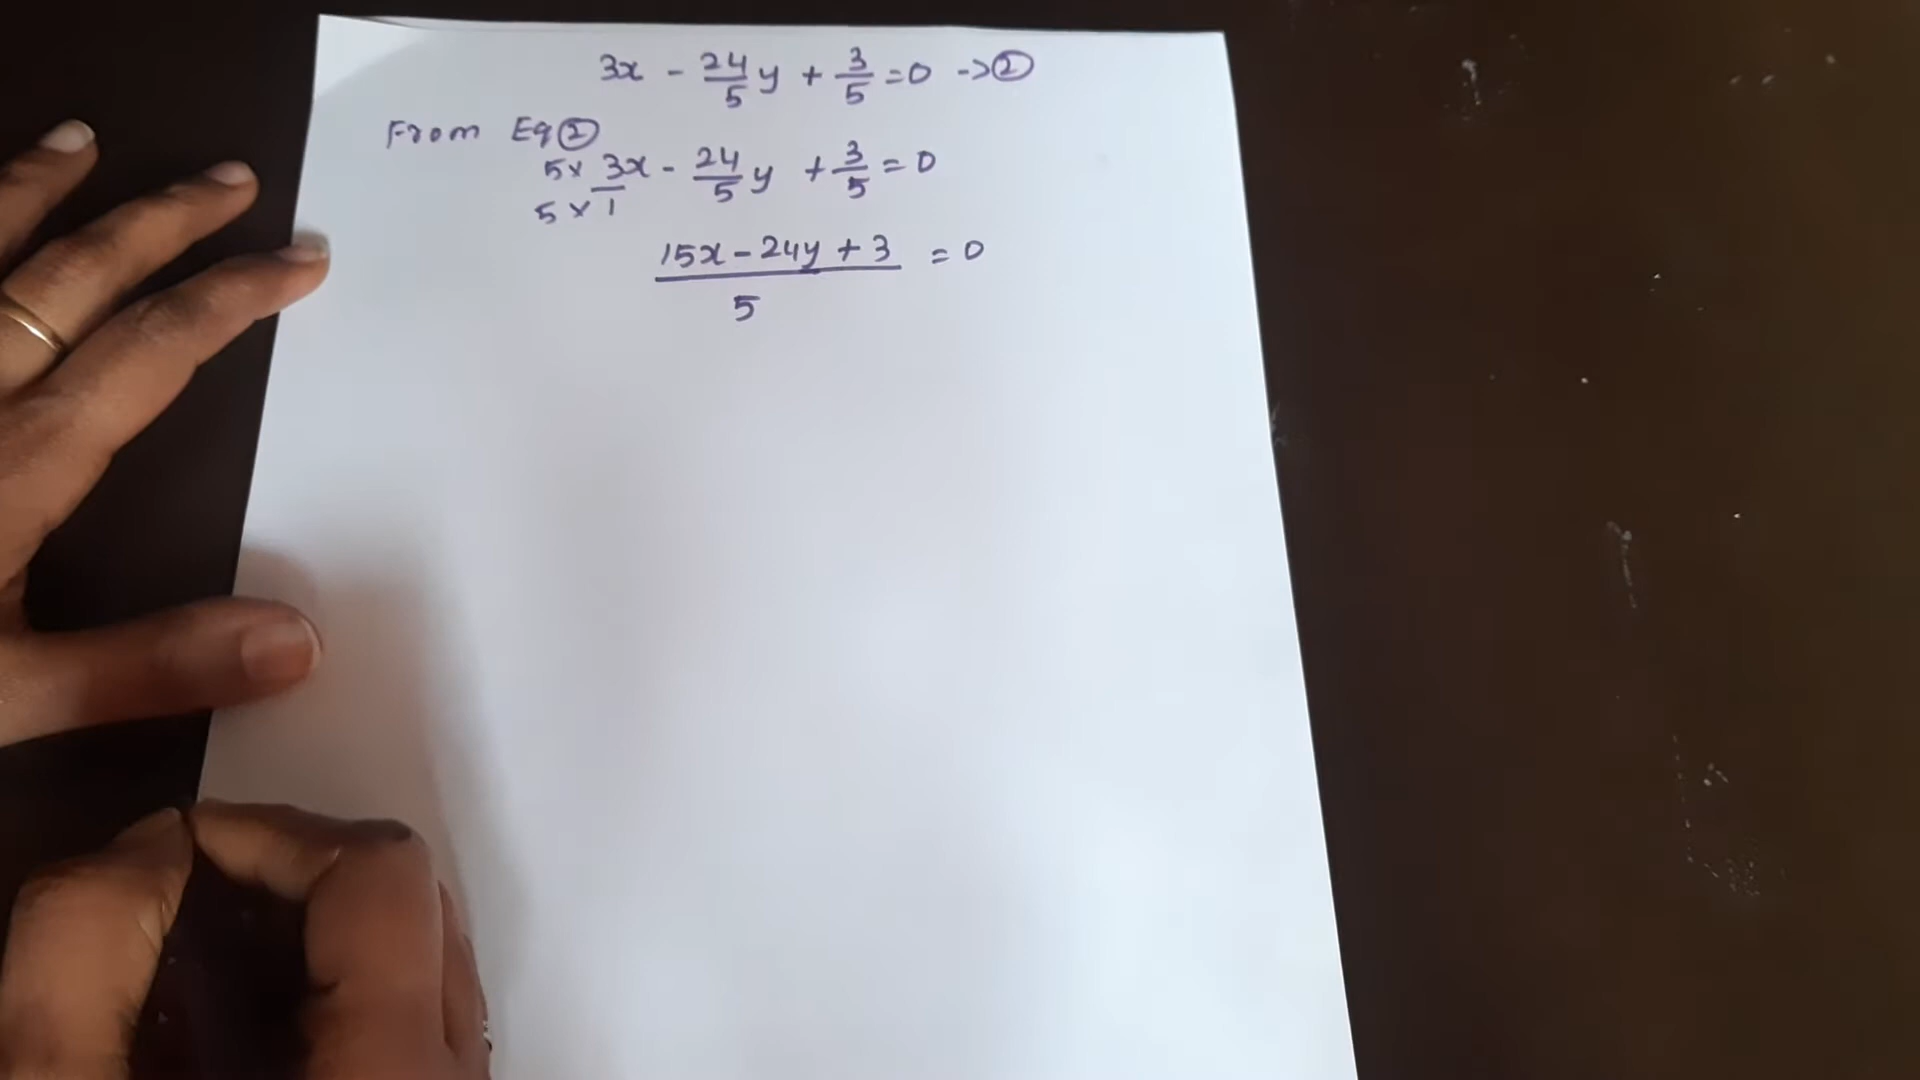 3x - 24/5 y + 3/5 = 0 -> ②
From Eq②
5x 3x/5x1 - 24/5 y + 3/5 = 0
15x - 24y + 3 / 5 = 0